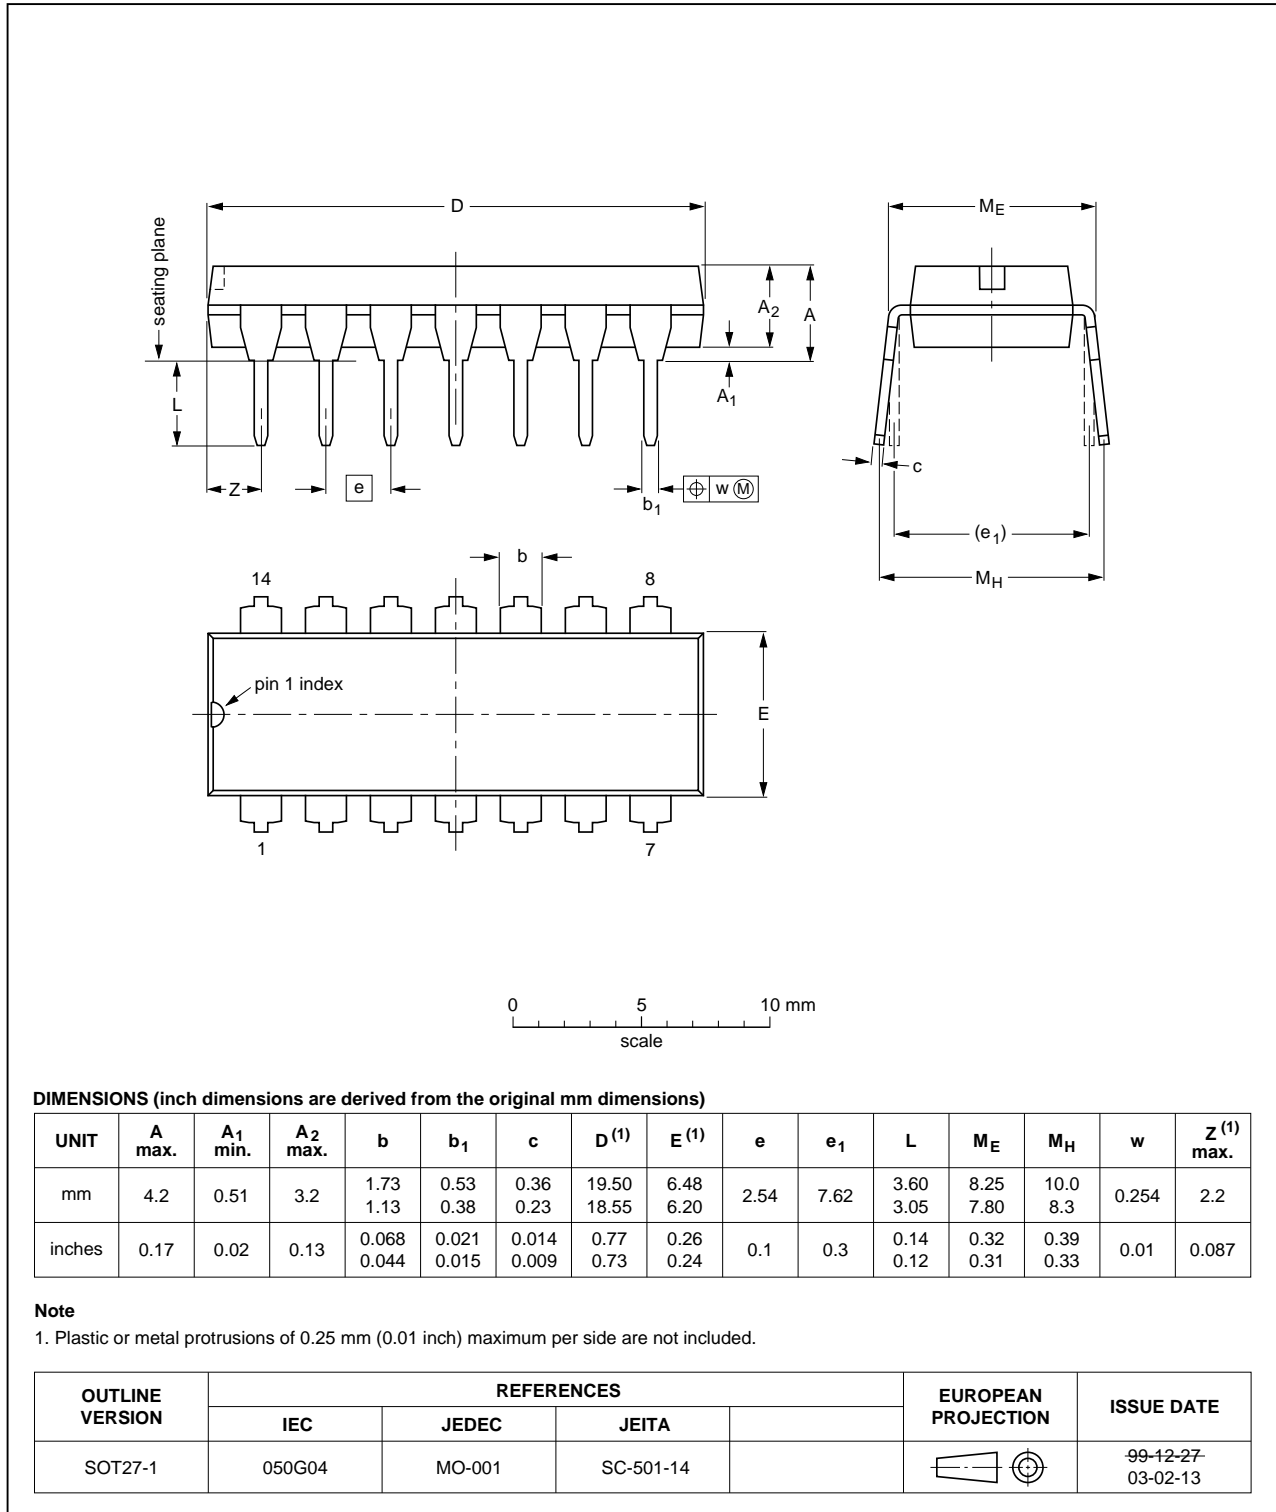 D
ME
seating plane
A2
A
A1
L
c
Z
e
b1
w M
(e1)
MH
b
14
8
pin 1 index
E
1
7
0
5
10 mm
scale
DIMENSIONS (inch dimensions are derived from the original mm dimensions)
UNIT A max. A1 min. A2 max. b b1 c D(1) E(1) e e1 L ME MH w Z(1) max.
mm 4.2 0.51 3.2 1.73 1.13 0.53 0.38 0.36 0.23 19.50 18.55 6.48 6.20 2.54 7.62 3.60 3.05 8.25 7.80 10.0 8.3 0.254 2.2
inches 0.17 0.02 0.13 0.068 0.044 0.021 0.015 0.014 0.009 0.77 0.73 0.26 0.24 0.1 0.3 0.14 0.12 0.32 0.31 0.39 0.33 0.01 0.087
Note
1. Plastic or metal protrusions of 0.25 mm (0.01 inch) maximum per side are not included.
OUTLINE VERSION
REFERENCES
EUROPEAN PROJECTION
ISSUE DATE
IEC JEDEC JEITA
SOT27-1 050G04 MO-001 SC-501-14
99-12-27
03-02-13